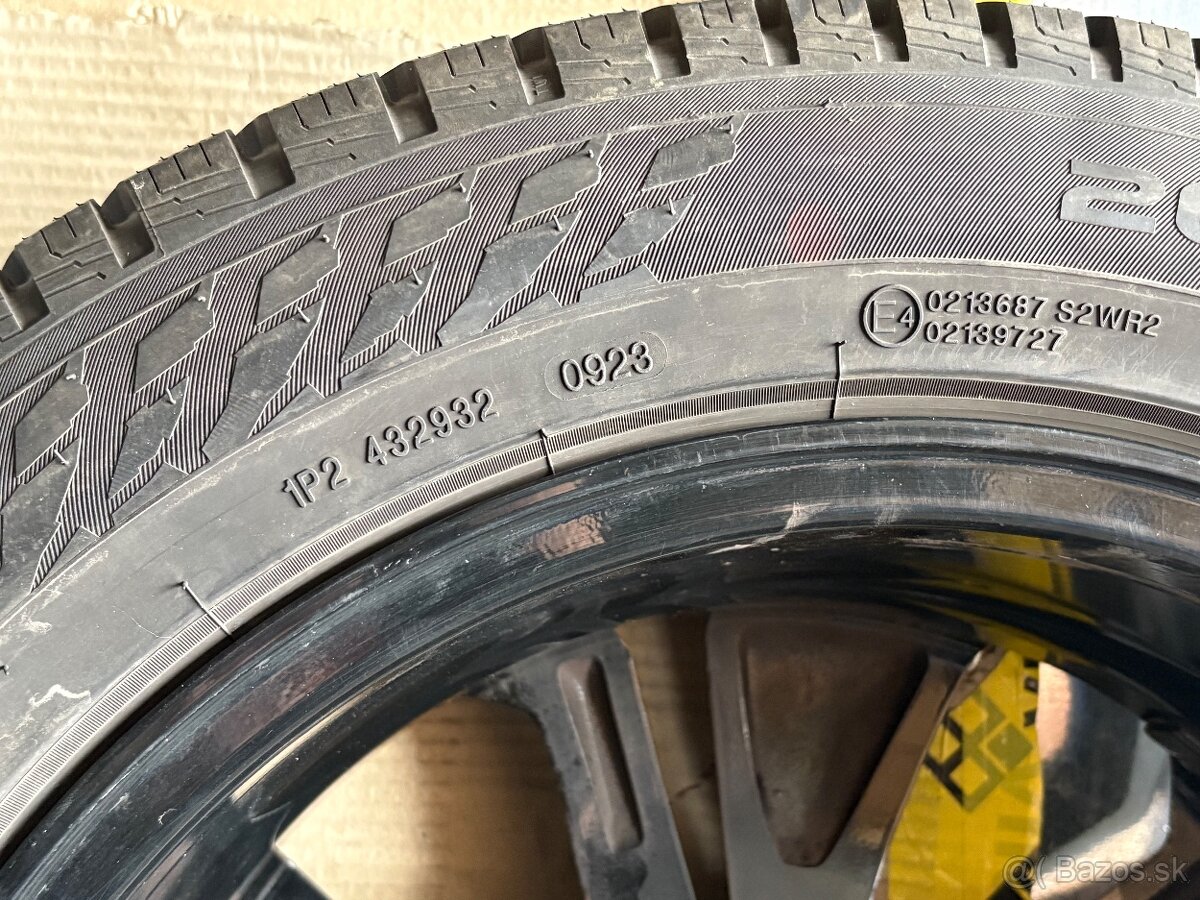 E4 0213687 S2WR2
02139727
0923
1P2 432932
@( Bazos.sk